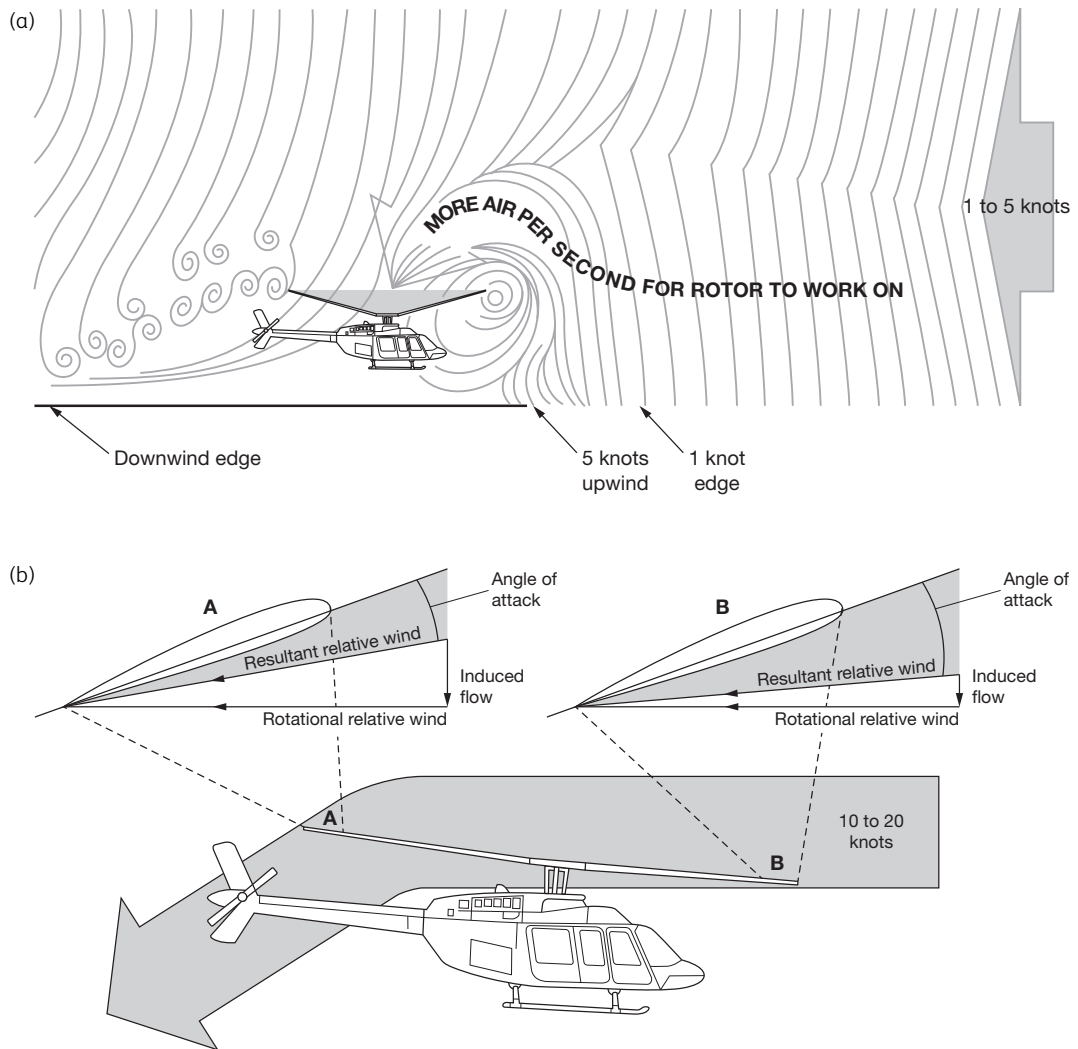 (a)
MORE AIR PER SECOND FOR ROTOR TO WORK ON
1 to 5 knots
Downwind edge
5 knots
upwind
1 knot
edge
(b)
A
Angle of
attack
Resultant relative wind
Induced
flow
Rotational relative wind
B
Angle of
attack
Resultant relative wind
Induced
flow
Rotational relative wind
A
10 to 20
knots
B